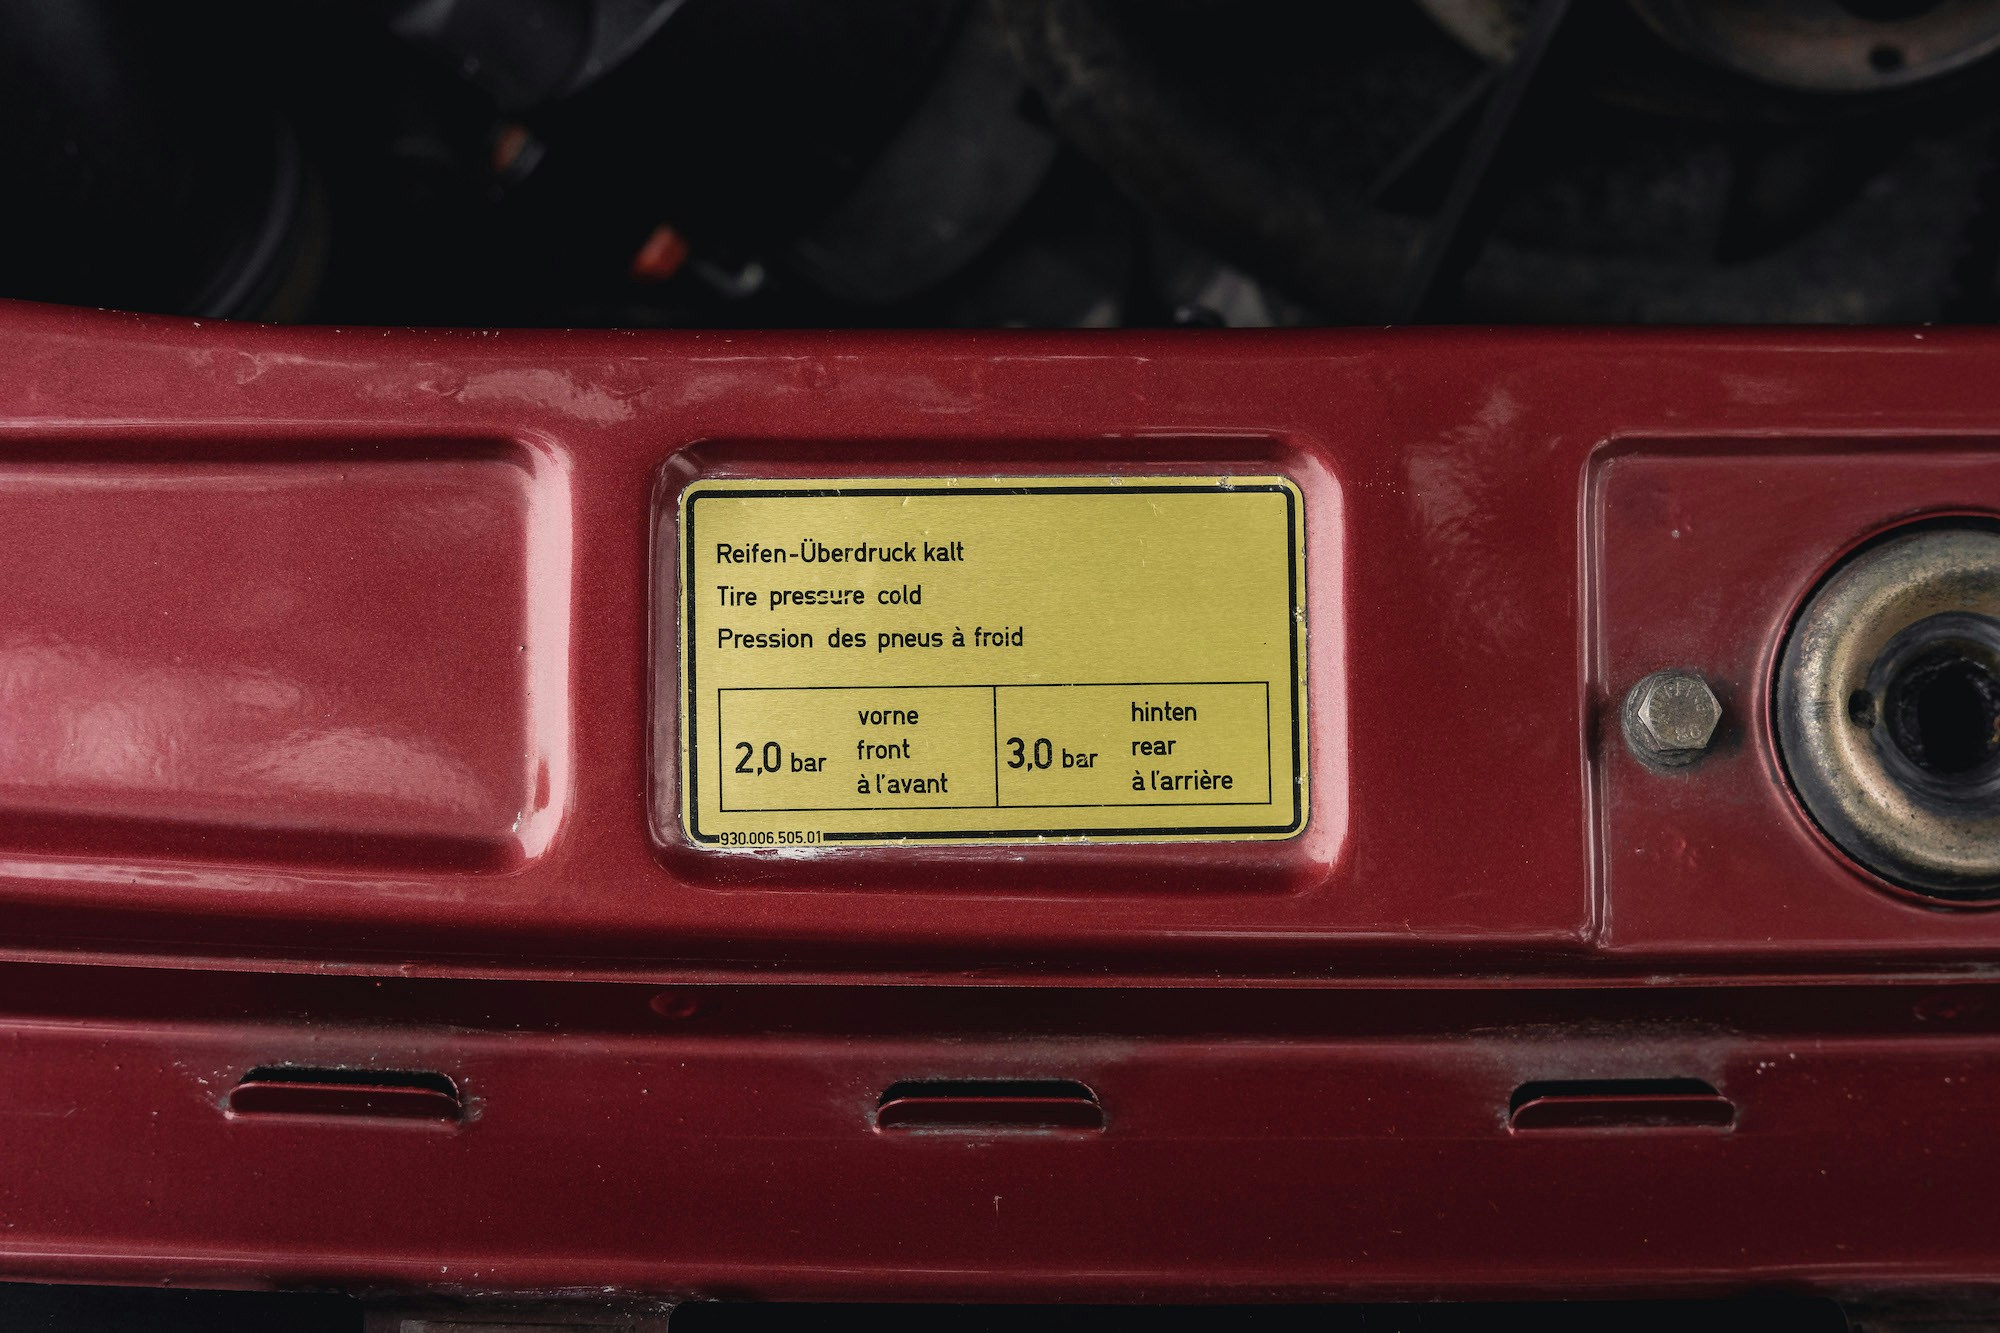 Reifen-Überdruck kalt
Tire pressure cold
Pression des pneus à froid
2,0 bar
vorne
front
à l'avant
3,0 bar
hinten
rear
à l'arrière
930.006.505.01